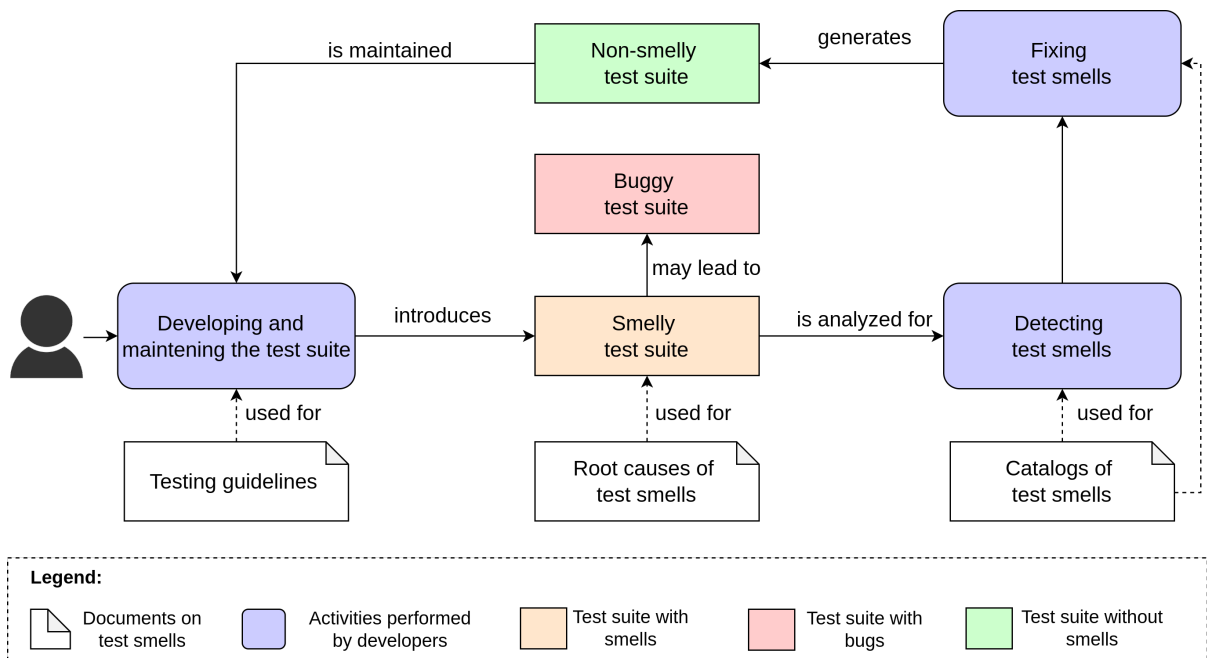 is maintained
Non-smelly
test suite
generates
Fixing
test smells
Buggy
test suite
may lead to
Developing and
maintening the test suite
introduces
Smelly
test suite
is analyzed for
Detecting
test smells
used for
used for
used for
Testing guidelines
Root causes of
test smells
Catalogs of
test smells
Legend:
Documents on
test smells
Activities performed
by developers
Test suite with
smells
Test suite with
bugs
Test suite without
smells